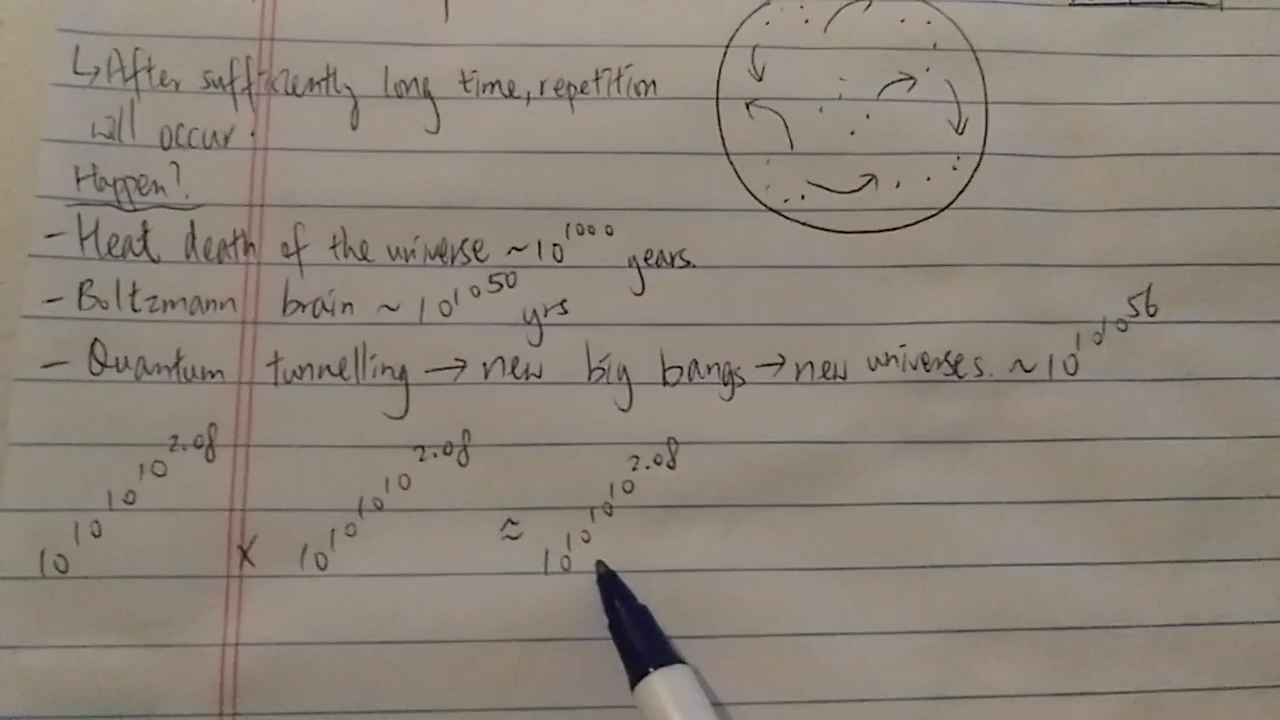 ↳After sufficiently long time, repetition
will occur.
Happen?
- Heat death of the universe ~10^1000 years.
- Boltzmann brain ~ 10^10^50 yrs
- Quantum tunnelling → new big bangs → new universes. ~10^10^10^56
10^10^10^10^2.08 x 10^10^10^10^2.08 ≈ 10^10^10^10^2.08